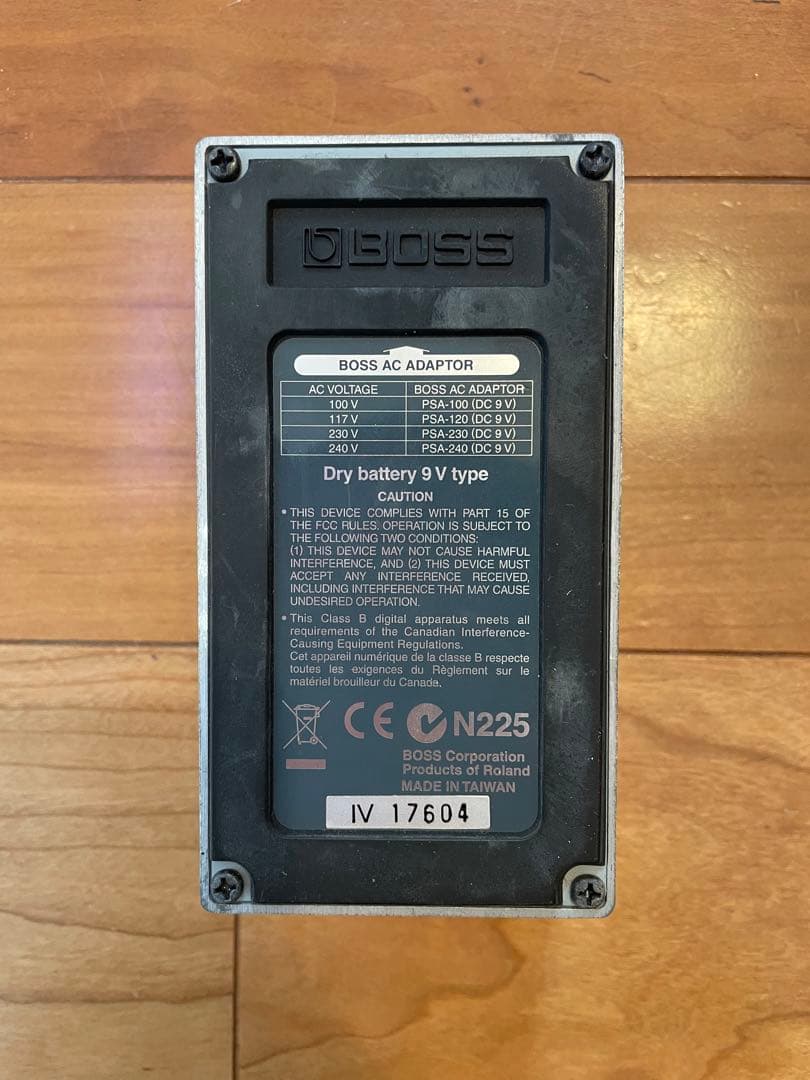 BOSS
BOSS AC ADAPTOR
AC VOLTAGE BOSS AC ADAPTOR
100 V PSA-100 (DC 9 V)
117 V PSA-120 (DC 9 V)
230 V PSA-230 (DC 9 V)
240 V PSA-240 (DC 9 V)
Dry battery 9 V type
CAUTION
• THIS DEVICE COMPLIES WITH PART 15 OF
THE FCC RULES. OPERATION IS SUBJECT TO
THE FOLLOWING TWO CONDITIONS:
(1) THIS DEVICE MAY NOT CAUSE HARMFUL
INTERFERENCE, AND (2) THIS DEVICE MUST
ACCEPT ANY INTERFERENCE RECEIVED,
INCLUDING INTERFERENCE THAT MAY CAUSE
UNDESIRED OPERATION.
• This Class B digital apparatus meets all
requirements of the Canadian Interference-
Causing Equipment Regulations.
Cet appareil numérique de la classe B respecte
toutes les exigences du Règlement sur le
matériel brouilleur du Canada.
CE N225
BOSS Corporation
Products of Roland
MADE IN TAIWAN
IV 17604